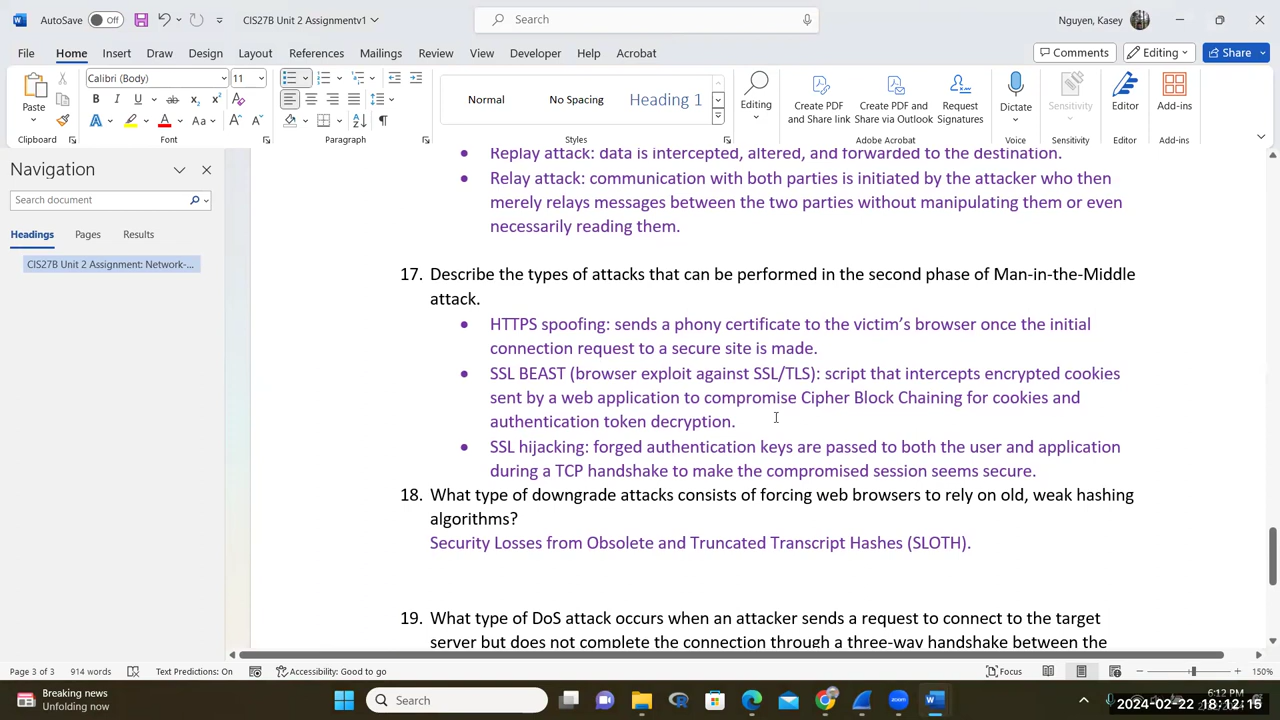 AutoSave Off CIS27B Unit 2 Assignmentv1 Search Nguyen, Kasey
File Home Insert Draw Design Layout References Mailings Review View Developer Help Acrobat Comments Editing Share
Calibri (Body) 11
Paste
Normal No Spacing Heading 1
Editing
Create PDF and Share link
Create PDF and Share via Outlook
Request Signatures
Dictate
Sensitivity
Editor
Add-ins
Clipboard Font Paragraph Styles Adobe Acrobat Voice Sensitivity Editor Add-ins
Navigation
Search document
Headings Pages Results
CIS27B Unit 2 Assignment: Network-...
• Replay attack: data is intercepted, altered, and forwarded to the destination.
• Relay attack: communication with both parties is initiated by the attacker who then
merely relays messages between the two parties without manipulating them or even
necessarily reading them.
17. Describe the types of attacks that can be performed in the second phase of Man-in-the-Middle
attack.
• HTTPS spoofing: sends a phony certificate to the victim’s browser once the initial
connection request to a secure site is made.
• SSL BEAST (browser exploit against SSL/TLS): script that intercepts encrypted cookies
sent by a web application to compromise Cipher Block Chaining for cookies and
authentication token decryption.
• SSL hijacking: forged authentication keys are passed to both the user and application
during a TCP handshake to make the compromised session seems secure.
18. What type of downgrade attacks consists of forcing web browsers to rely on old, weak hashing
algorithms?
Security Losses from Obsolete and Truncated Transcript Hashes (SLOTH).
19. What type of DoS attack occurs when an attacker sends a request to connect to the target
server but does not complete the connection through a three-way handshake between the
Page 3 of 3 914 words Text Predictions: On Accessibility: Good to go Focus 150%
Breaking news
Unfolding now
Search
zoom
6:12 PM
2024-02-22 18:12:15